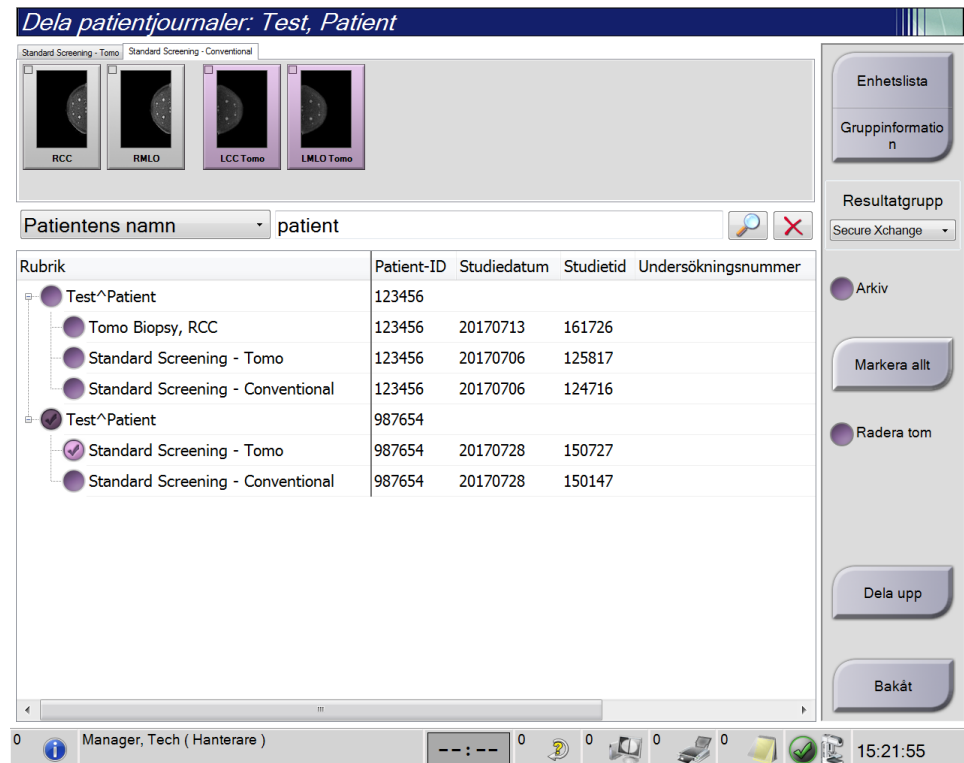 Dela patientjournaler: Test, Patient
Standard Screening - Tomo Standard Screening - Conventional
RCC RMLO LCC Tomo LMLO Tomo
Enhetslista
Gruppinformatio
n
Resultatgrupp
Secure Xchange
Patientens namn patient
Rubrik Patient-ID Studiedatum Studietid Undersökningsnummer
Test^Patient 123456
Tomo Biopsy, RCC 123456 20170713 161726
Standard Screening - Tomo 123456 20170706 125817
Standard Screening - Conventional 123456 20170706 124716
Test^Patient 987654
Standard Screening - Tomo 987654 20170728 150727
Standard Screening - Conventional 987654 20170728 150147
Arkiv
Markera allt
Radera tom
Dela upp
Bakåt
0 Manager, Tech ( Hanterare ) --:-- 0 0 0 0 15:21:55